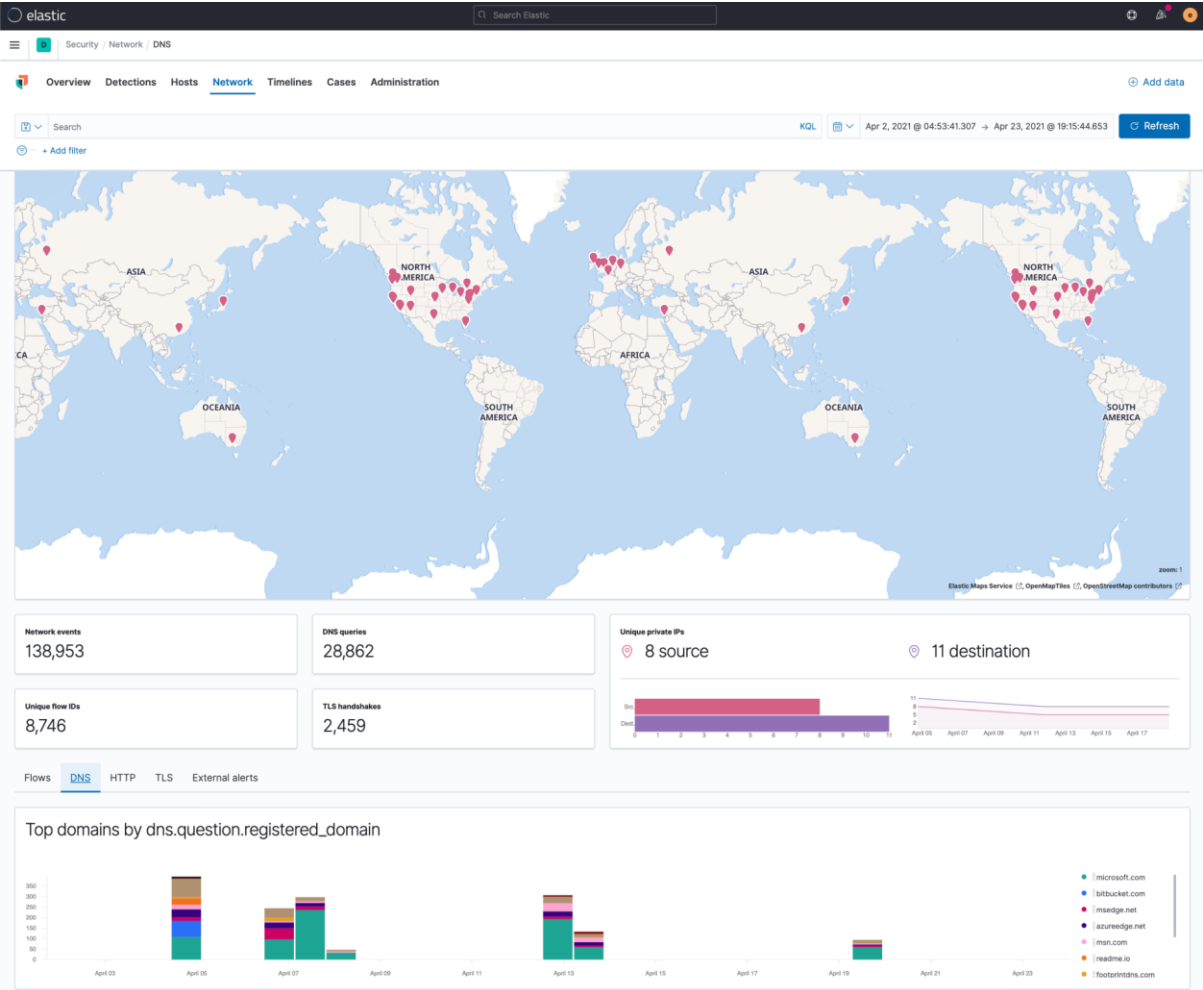 elastic
Search Elastic
e
D Security / Network / DNS
Overview Detections Hosts Network Timelines Cases Administration
Add data
Search
KQL
Apr 2, 2021 @ 04:53:41.307 → Apr 23, 2021 @ 19:15:44.653
Refresh
+ Add filter
ASIA
NORTH
AMERICA
ASIA
NORTH
AMERICA
CA
AFRICA
OCEANIA
SOUTH
AMERICA
OCEANIA
SOUTH
AMERICA
zoom: 1
Elastic Maps Service, OpenMapTiles, OpenStreetMap contributors
Network events
138,953
DNS queries
28,862
Unique private IPs
8 source
11 destination
Unique flow IDs
8,746
TLS handshakes
2,459
Src.
Dest.
0 1 2 3 4 5 6 7 8 9 10 11
11
8
5
2
April 05 April 07 April 09 April 11 April 13 April 15 April 17
Flows DNS HTTP TLS External alerts
Top domains by dns.question.registered_domain
350
300
250
200
150
100
50
0
April 03 April 05 April 07 April 09 April 11 April 13 April 15 April 17 April 19 April 21 April 23
microsoft.com
bitbucket.com
msedge.net
azureedge.net
msn.com
readme.io
footprintdns.com